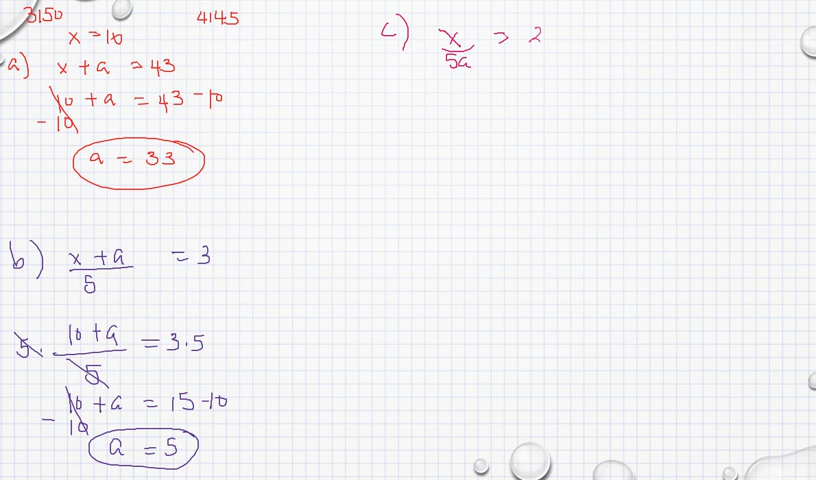 3150 4145
x = 10
a) x + a = 43
10 + a = 43 - 10
- 10
a = 33
b) x + a = 3
5
5 . 10 + a = 3 . 5
5
10 + a = 15 - 10
- 10
a = 5
c) x = 2
5a